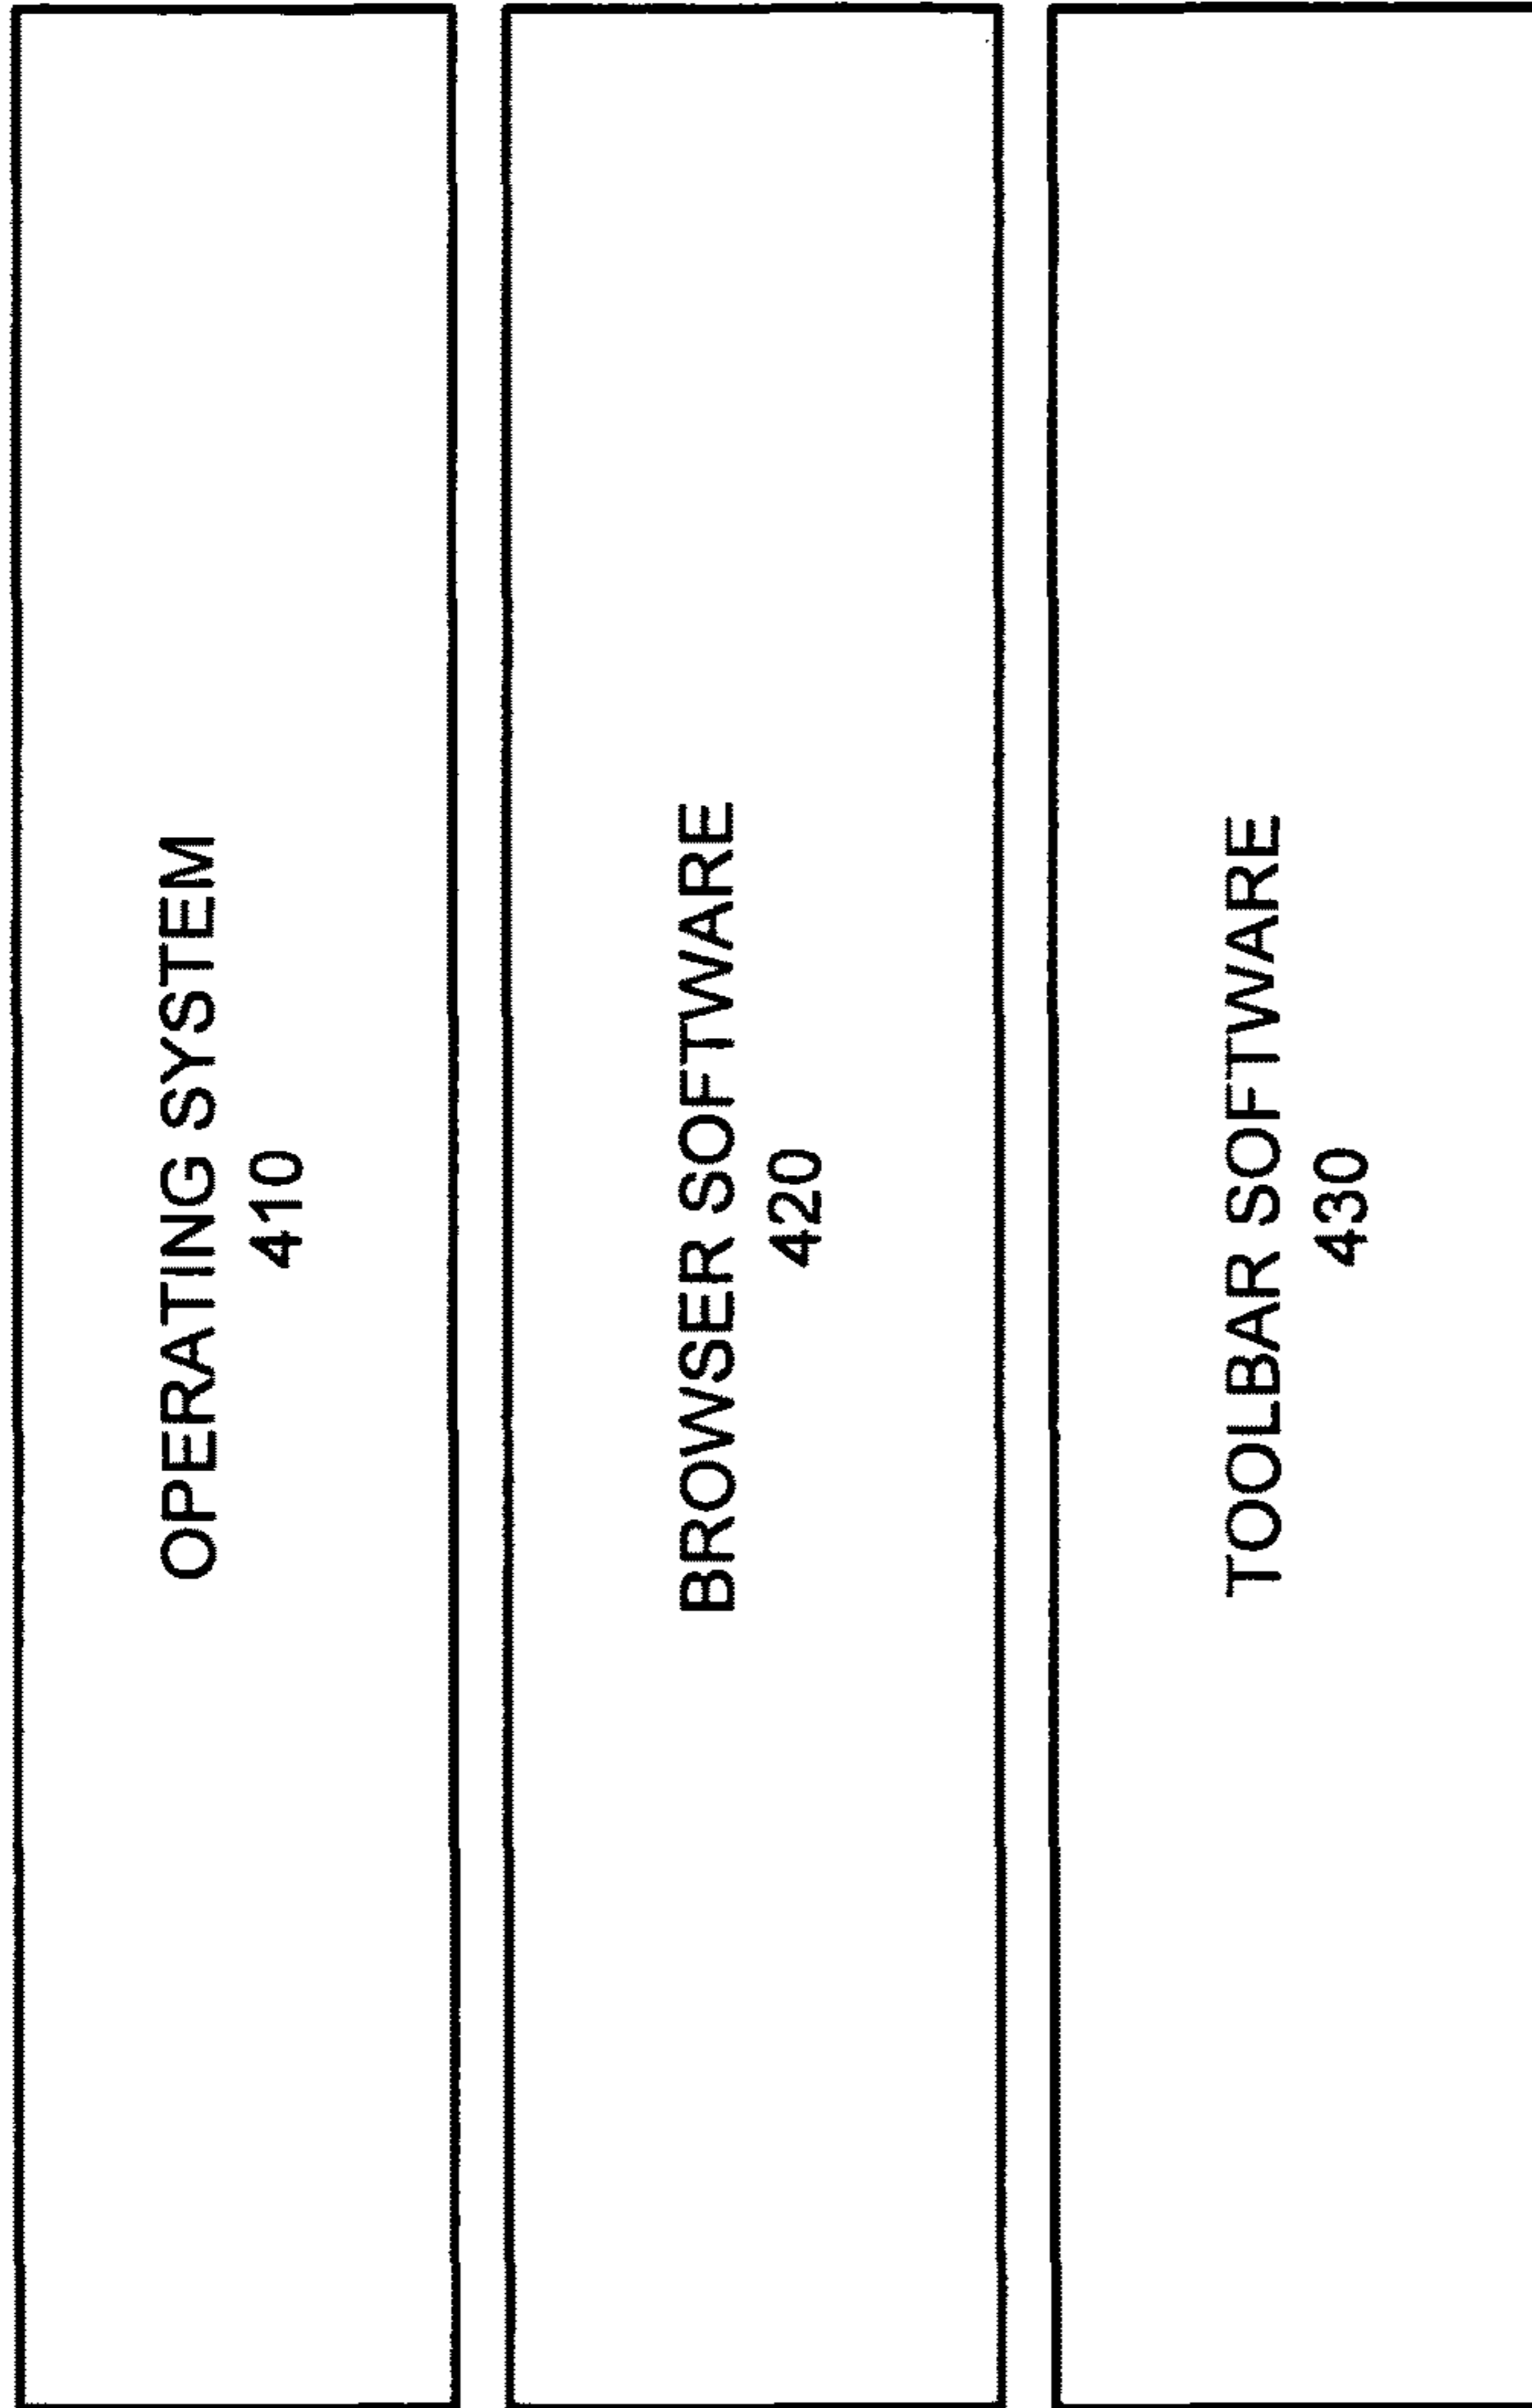 OPERATING SYSTEM
410
BROWSER SOFTWARE
420
TOOLBAR SOFTWARE
430